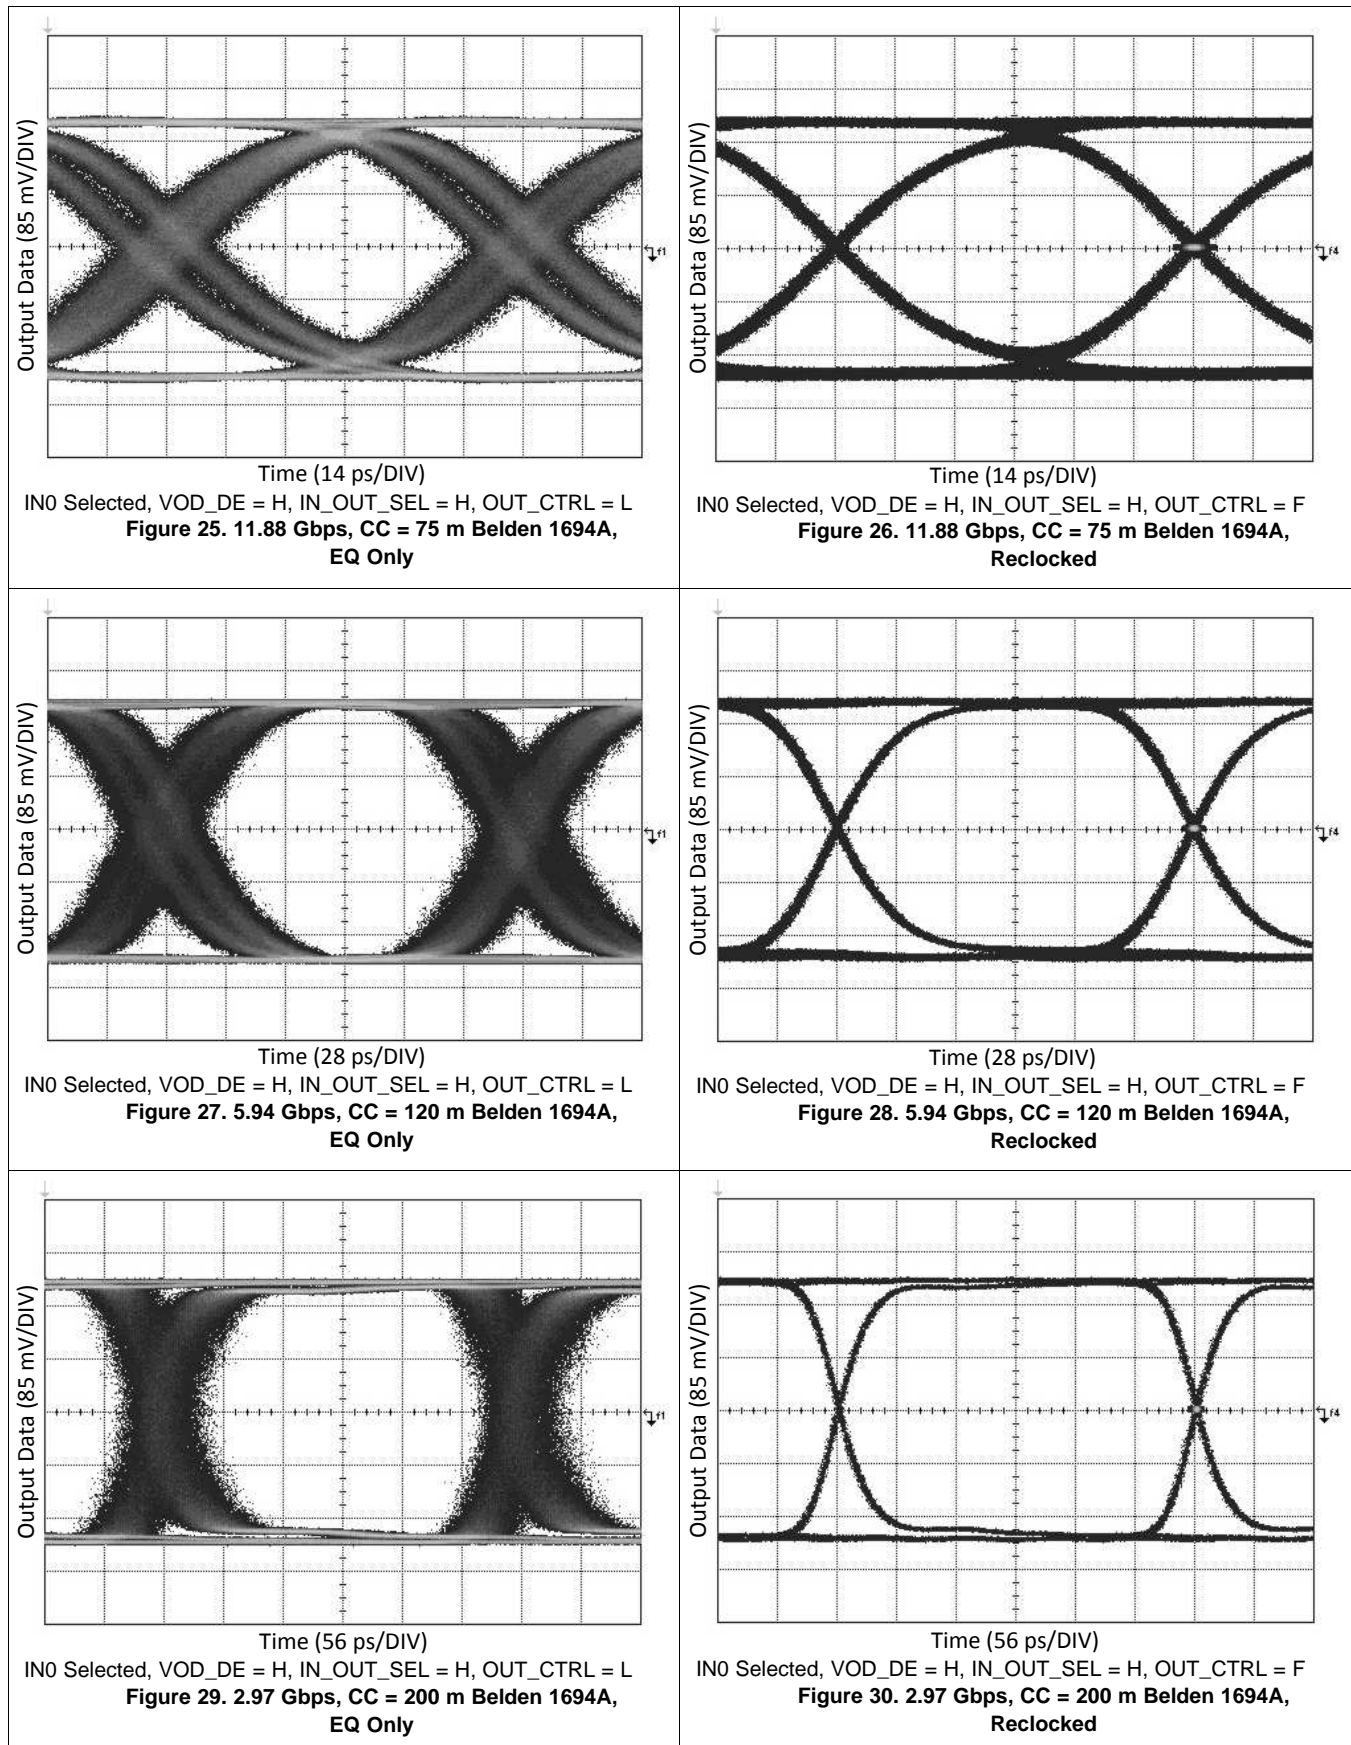 Output Data (85 mV/DIV)
f1
Time (14 ps/DIV)
IN0 Selected, VOD_DE = H, IN_OUT_SEL = H, OUT_CTRL = L
Figure 25. 11.88 Gbps, CC = 75 m Belden 1694A,
EQ Only
Output Data (85 mV/DIV)
f4
Time (14 ps/DIV)
IN0 Selected, VOD_DE = H, IN_OUT_SEL = H, OUT_CTRL = F
Figure 26. 11.88 Gbps, CC = 75 m Belden 1694A,
Reclocked
Output Data (85 mV/DIV)
f1
Time (28 ps/DIV)
IN0 Selected, VOD_DE = H, IN_OUT_SEL = H, OUT_CTRL = L
Figure 27. 5.94 Gbps, CC = 120 m Belden 1694A,
EQ Only
Output Data (85 mV/DIV)
f4
Time (28 ps/DIV)
IN0 Selected, VOD_DE = H, IN_OUT_SEL = H, OUT_CTRL = F
Figure 28. 5.94 Gbps, CC = 120 m Belden 1694A,
Reclocked
Output Data (85 mV/DIV)
f1
Time (56 ps/DIV)
IN0 Selected, VOD_DE = H, IN_OUT_SEL = H, OUT_CTRL = L
Figure 29. 2.97 Gbps, CC = 200 m Belden 1694A,
EQ Only
Output Data (85 mV/DIV)
f4
Time (56 ps/DIV)
IN0 Selected, VOD_DE = H, IN_OUT_SEL = H, OUT_CTRL = F
Figure 30. 2.97 Gbps, CC = 200 m Belden 1694A,
Reclocked